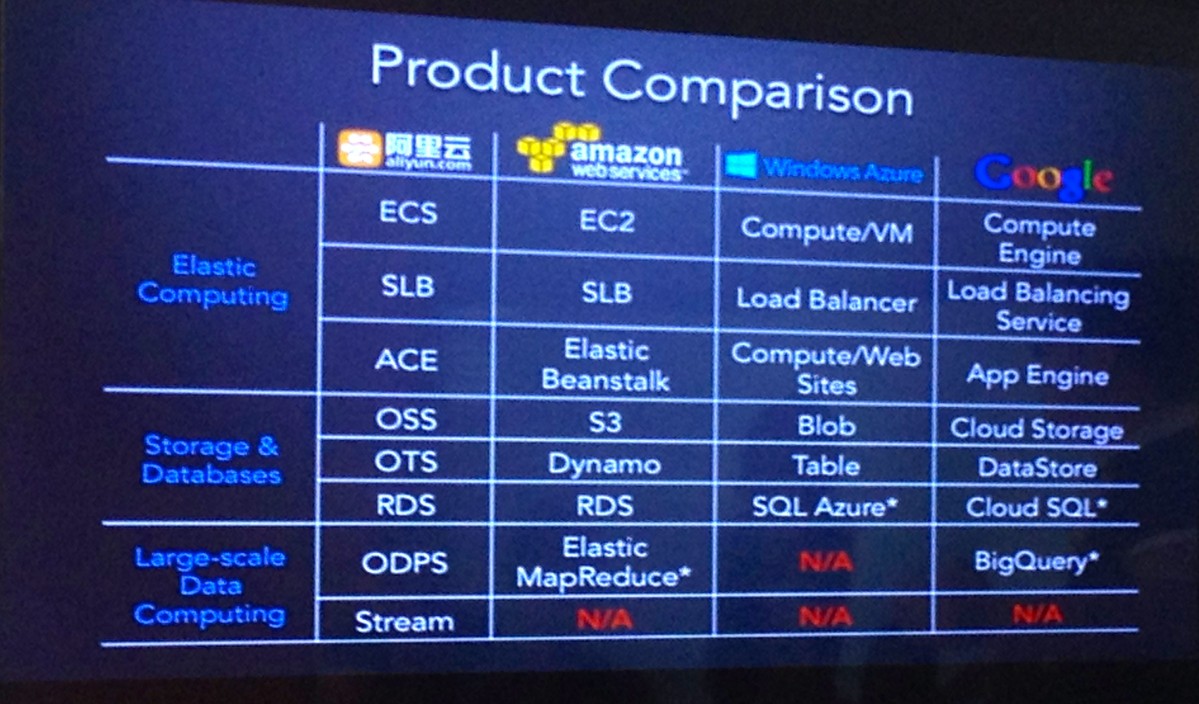 Product Comparison
阿里云
aliyun.com
amazon
webservices™
Windows Azure
Google
Elastic
Computing
ECS
EC2
Compute/VM
Compute
Engine
SLB
SLB
Load Balancer
Load Balancing
Service
ACE
Elastic
Beanstalk
Compute/Web
Sites
App Engine
Storage &
Databases
OSS
S3
Blob
Cloud Storage
OTS
Dynamo
Table
DataStore
RDS
RDS
SQL Azure*
Cloud SQL*
Large-scale
Data
Computing
ODPS
Elastic
MapReduce*
N/A
BigQuery*
Stream
N/A
N/A
N/A